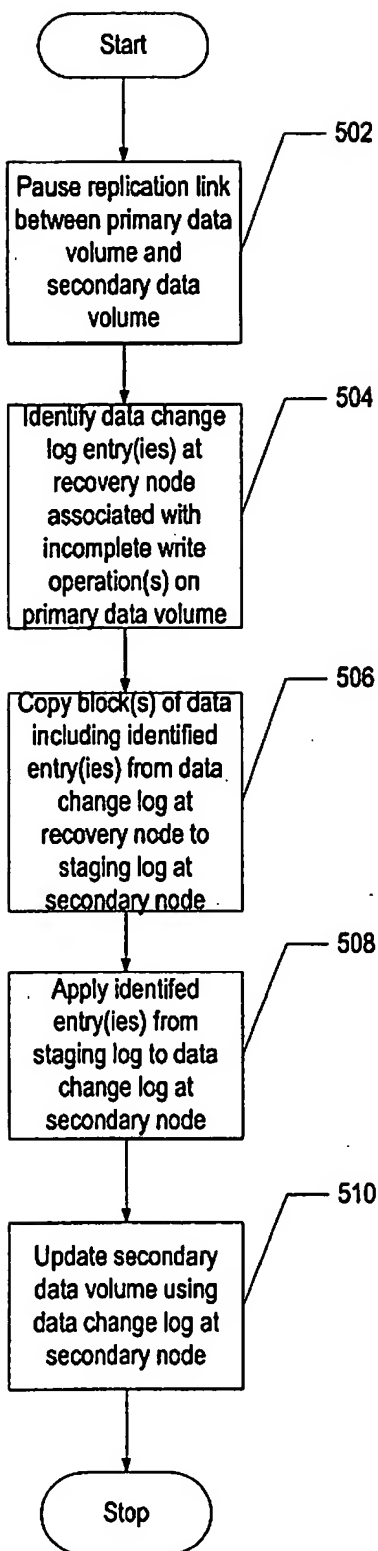 Start
502
Pause replication link
between primary data
volume and
secondary data
volume
504
Identify data change
log entry(ies) at
recovery node
associated with
incomplete write
operation(s) on
primary data volume
506
Copy block(s) of data
including identified
entry(ies) from data
change log at
recovery node to
staging log at
secondary node
508
Apply identifed
entry(ies) from
staging log to data
change log at
secondary node
510
Update secondary
data volume using
data change log at
secondary node
Stop